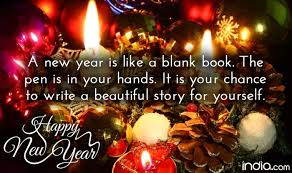 A new year is like a blank book. The
pen is in your hands. It is your chance
to write a beautiful story for yourself.
Happy
New Year
india.com